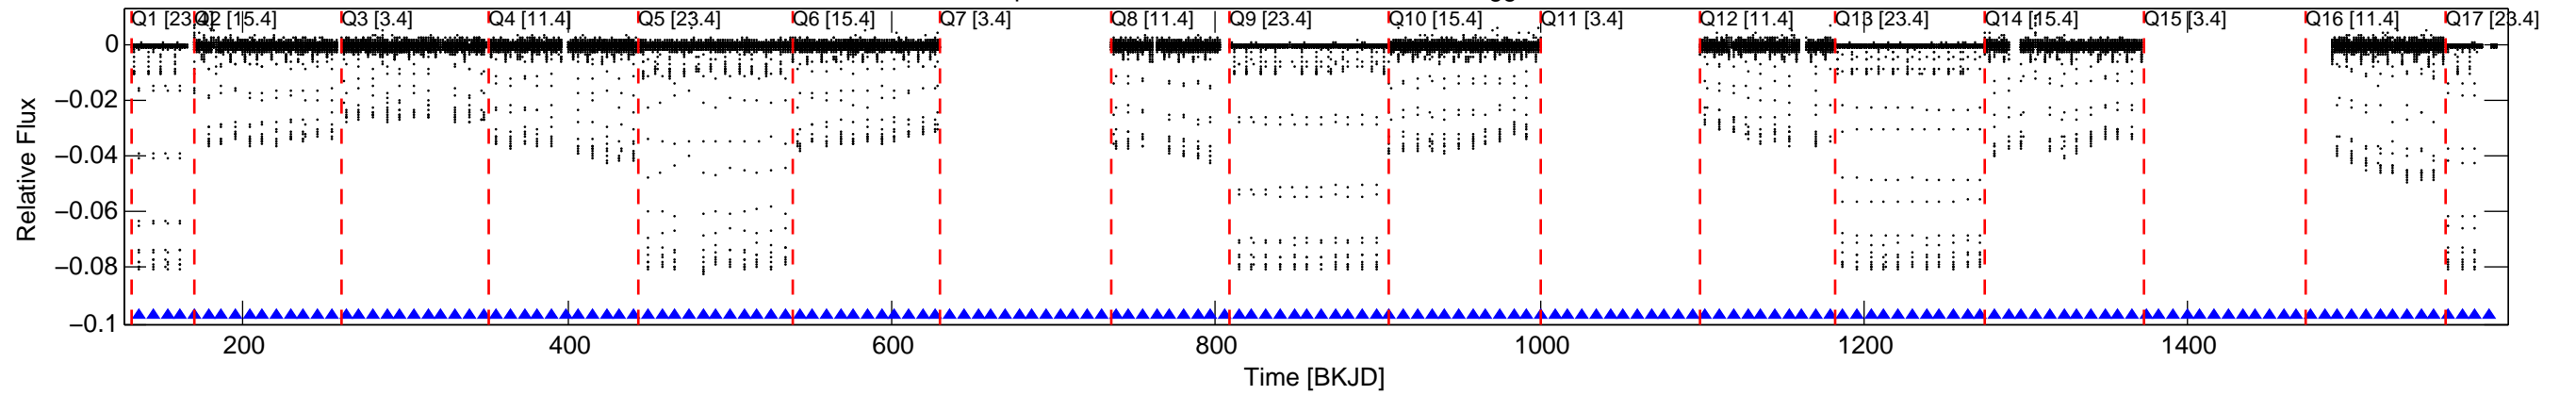 Q1 [23.4] Q2 [15.4] Q3 [3.4] Q4 [11.4] Q5 [23.4] Q6 [15.4] Q7 [3.4] Q8 [11.4] Q9 [23.4] Q10 [15.4] Q11 [3.4] Q12 [11.4] Q13 [23.4] Q14 [15.4] Q15 [3.4] Q16 [11.4] Q17 [23.4]
0
−0.02
−0.04
−0.06
−0.08
−0.1
Relative Flux
200 400 600 800 1000 1200 1400
Time [BKJD]